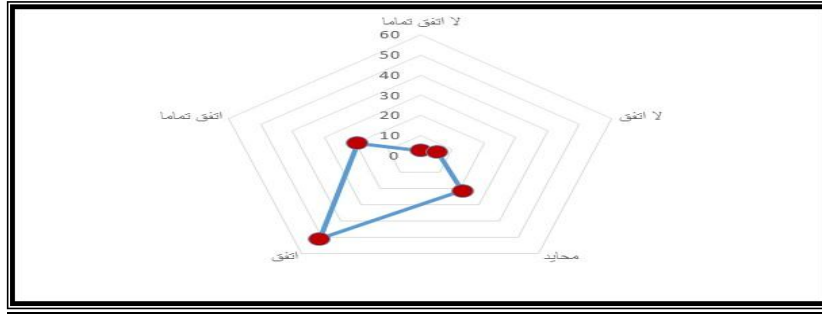 لا اتفق تماما
60
50
40
30
20
10
0
لا اتفق
محايد
اتفق
اتفق تماما